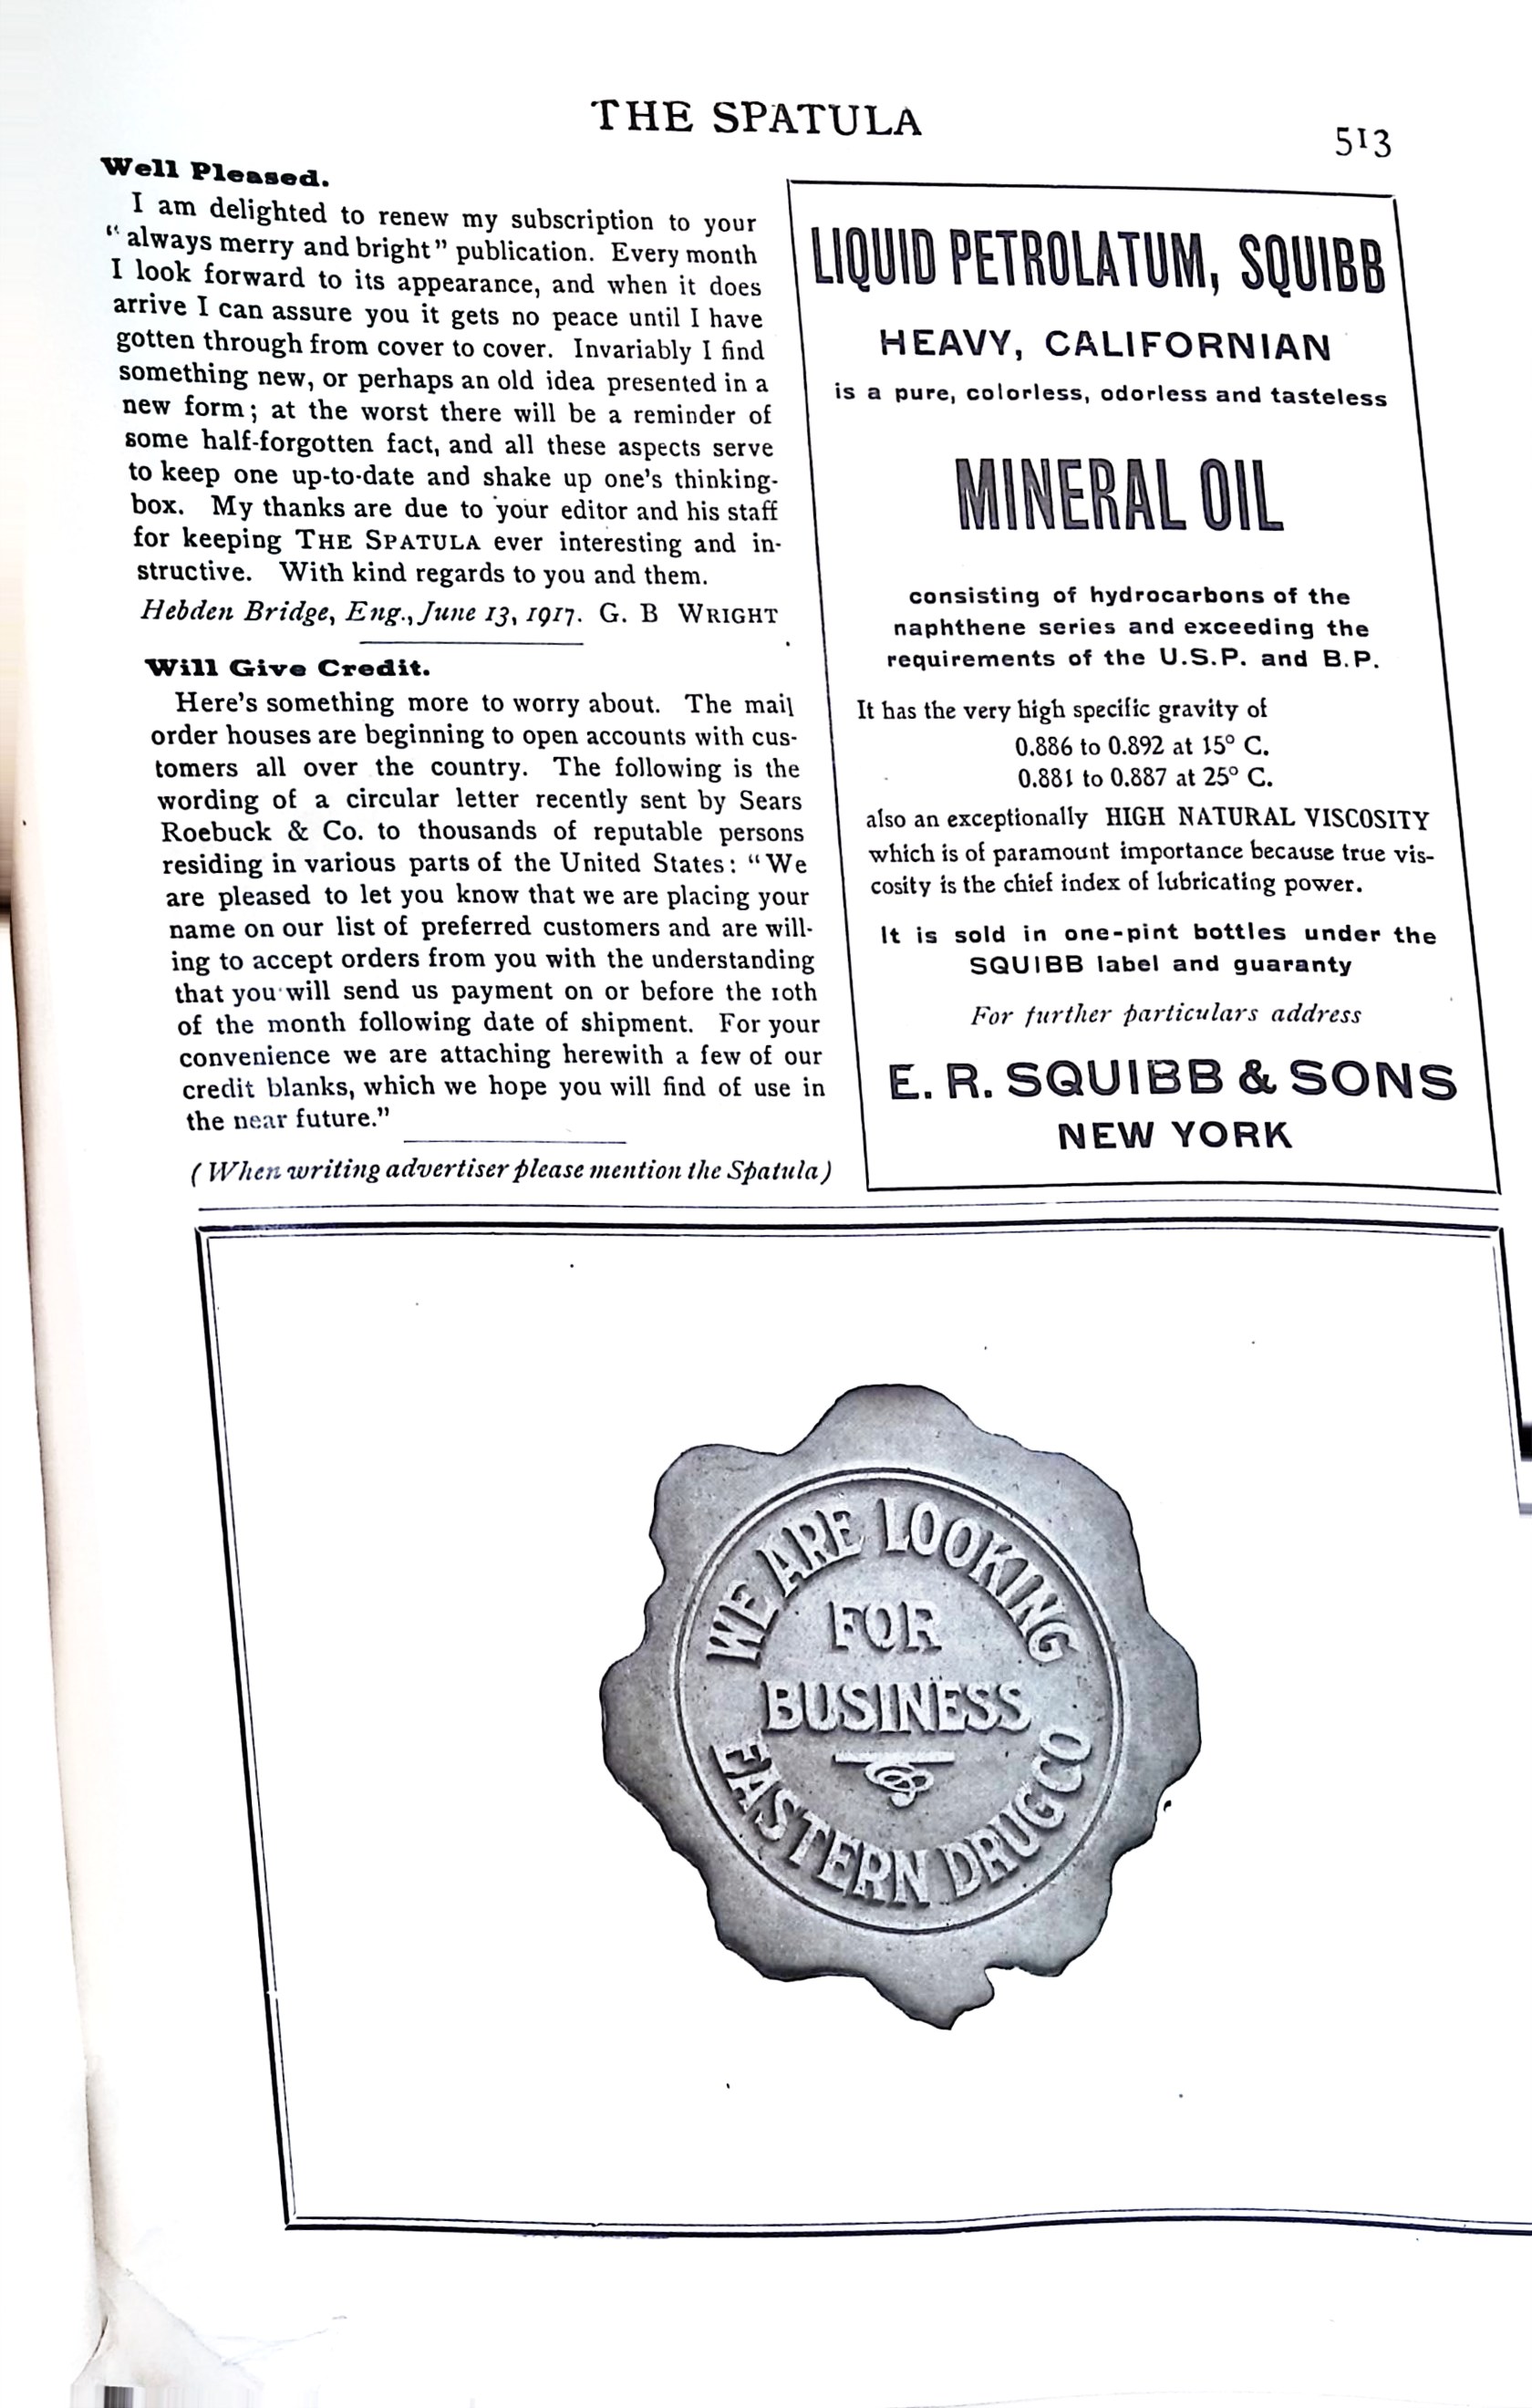 THE SPATULA
513
Well Pleased.
I am delighted to renew my subscription to your
"always merry and bright" publication. Every month
I look forward to its appearance, and when it does
arrive I can assure you it gets no peace until I have
gotten through from cover to cover. Invariably I find
something new, or perhaps an old idea presented in a
new form; at the worst there will be a reminder of
some half-forgotten fact, and all these aspects serve
to keep one up-to-date and shake up one's thinking-
box. My thanks are due to your editor and his staff
for keeping THE SPATULA ever interesting and in-
structive. With kind regards to you and them.
Hebden Bridge, Eng., June 13, 1917. G. B WRIGHT
Will Give Credit.
Here's something more to worry about. The mail
order houses are beginning to open accounts with cus-
tomers all over the country. The following is the
wording of a circular letter recently sent by Sears
Roebuck & Co. to thousands of reputable persons
residing in various parts of the United States: "We
are pleased to let you know that we are placing your
name on our list of preferred customers and are will-
ing to accept orders from you with the understanding
that you will send us payment on or before the 10th
of the month following date of shipment. For your
convenience we are attaching herewith a few of our
credit blanks, which we hope you will find of use in
the near future."
(When writing advertiser please mention the Spatula)
LIQUID PETROLATUM, SQUIBB
HEAVY, CALIFORNIAN
is a pure, colorless, odorless and tasteless
MINERAL OIL
consisting of hydrocarbons of the
naphthene series and exceeding the
requirements of the U.S.P. and B.P.
It has the very high specific gravity of
0.886 to 0.892 at 15° C.
0.881 to 0.887 at 25° C.
also an exceptionally HIGH NATURAL VISCOSITY
which is of paramount importance because true vis-
cosity is the chief index of lubricating power.
It is sold in one-pint bottles under the
SQUIBB label and guaranty
For further particulars address
E. R. SQUIBB & SONS
NEW YORK
WE ARE LOOKING
FOR
BUSINESS
EASTERN DRUG CO